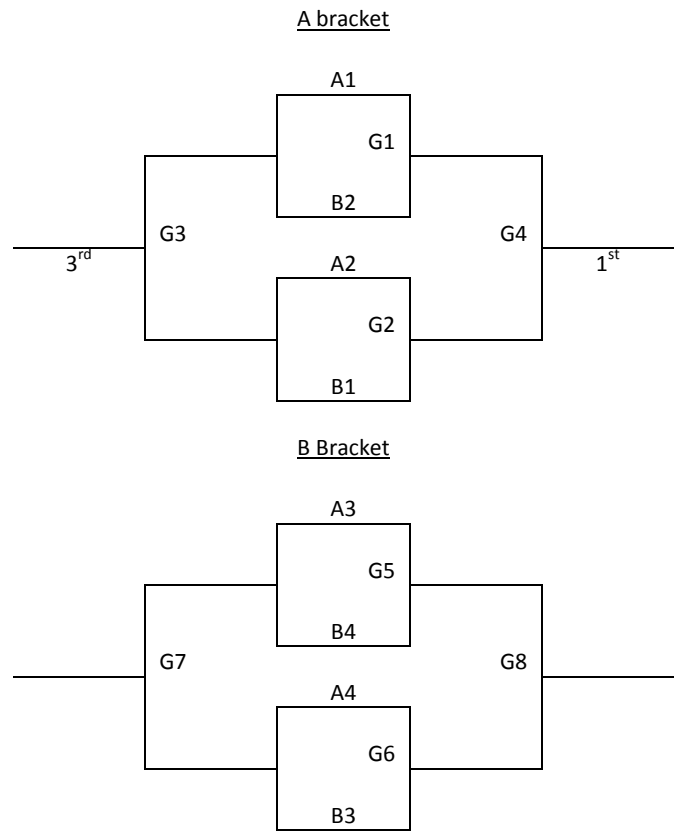 A bracket
A1
G1
B2
G3 G4
3rd 1st
A2
G2
B1
B Bracket
A3
G5
B4
G7 G8
A4
G6
B3